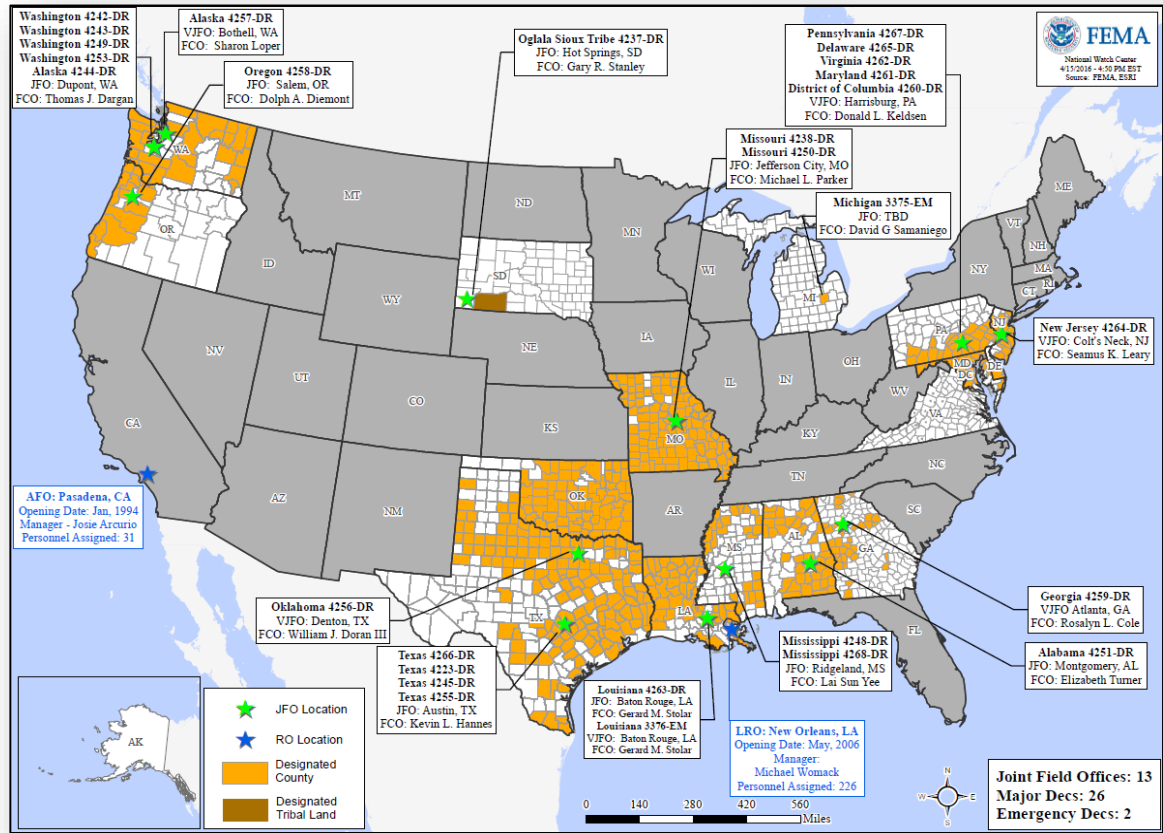 Washington 4242-DR
Washington 4243-DR
Washington 4249-DR
Washington 4253-DR
Alaska 4244-DR
JFO: Dupont, WA
FCO: Thomas J. Dargan
Alaska 4257-DR
VJFO: Bothell, WA
FCO: Sharon Loper
Oregon 4258-DR
JFO: Salem, OR
FCO: Dolph A. Diemont
Oglala Sioux Tribe 4237-DR
JFO: Hot Springs, SD
FCO: Gary R. Stanley
Pennsylvania 4267-DR
Delaware 4265-DR
Virginia 4262-DR
Maryland 4261-DR
District of Columbia 4260-DR
VJFO: Harrisburg, PA
FCO: Donald L. Keldsen
FEMA
National Watch Center
4/15/2016 - 4:50 PM EST
Source: FEMA, ESRI
Missouri 4238-DR
Missouri 4250-DR
JFO: Jefferson City, MO
FCO: Michael L. Parker
Michigan 3375-EM
JFO: TBD
FCO: David G Samaniego
New Jersey 4264-DR
VJFO: Colt's Neck, NJ
FCO: Seamus K. Leary
WA
OR
MT
ND
MN
ID
SD
WY
WI
MI
NY
VT
NH
ME
MA
CT
RI
PA
NJ
NV
UT
CO
NE
IA
IL
IN
OH
WV
MD
DC
DE
VA
CA
KS
MO
KY
AZ
NM
OK
AR
TN
NC
SC
TX
LA
MS
AL
GA
FL
AK
AFO: Pasadena, CA
Opening Date: Jan, 1994
Manager - Josie Arcurio
Personnel Assigned: 31
Oklahoma 4256-DR
VJFO: Denton, TX
FCO: William J. Doran III
Texas 4266-DR
Texas 4223-DR
Texas 4245-DR
Texas 4255-DR
JFO: Austin, TX
FCO: Kevin L. Hannes
Louisiana 4263-DR
JFO: Baton Rouge, LA
FCO: Gerard M. Stolar
Louisiana 3376-EM
VJFO: Baton Rouge, LA
FCO: Gerard M. Stolar
LRO: New Orleans, LA
Opening Date: May, 2006
Manager:
Michael Womack
Personnel Assigned: 226
Mississippi 4248-DR
Mississippi 4268-DR
JFO: Ridgeland, MS
FCO: Lai Sun Yee
Georgia 4259-DR
VJFO Atlanta, GA
FCO: Rosalyn L. Cole
Alabama 4251-DR
JFO: Montgomery, AL
FCO: Elizabeth Turner
JFO Location
RO Location
Designated
County
Designated
Tribal Land
0 140 280 420 560
Miles
N
W
E
S
Joint Field Offices: 13
Major Decs: 26
Emergency Decs: 2